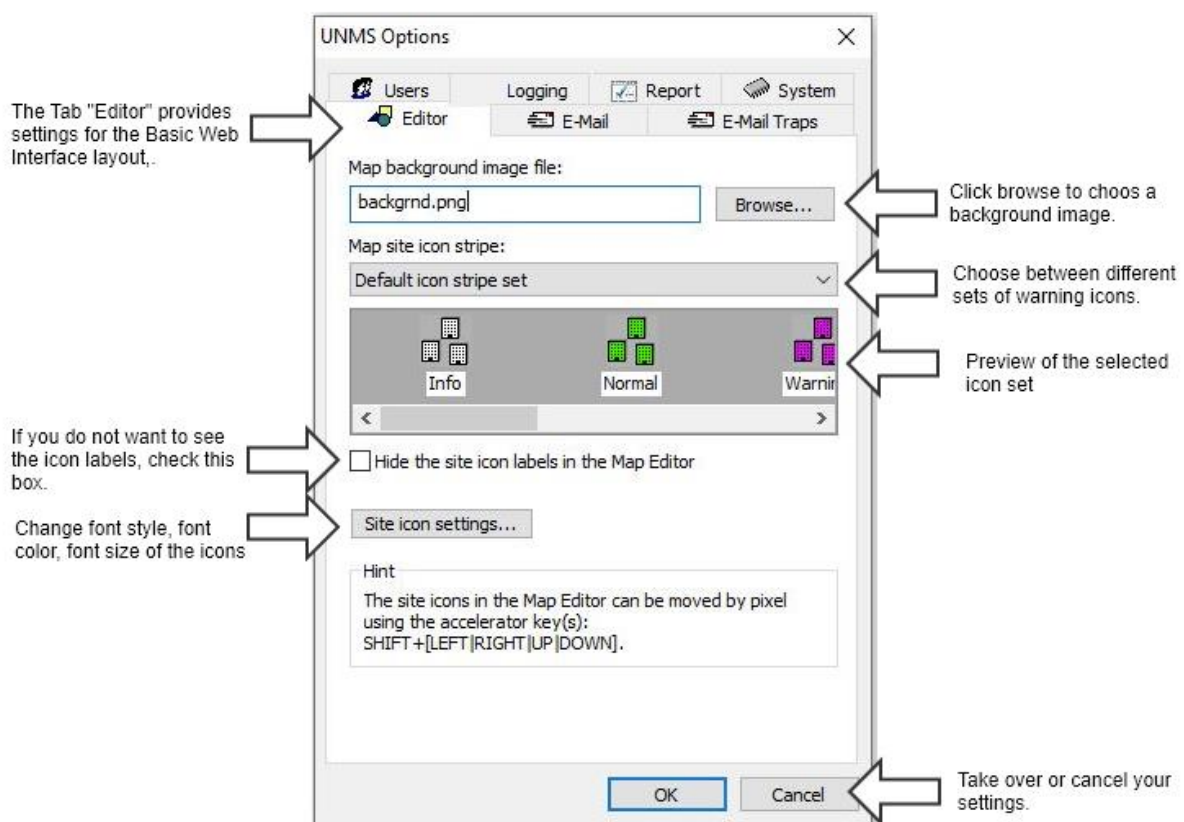 UNMS Options
Users
Logging
Report
System
Editor
E-Mail
E-Mail Traps
The Tab "Editor" provides
settings for the Basic Web
Interface layout,.
Map background image file:
backgrnd.png
Browse...
Click browse to choos a
background image.
Map site icon stripe:
Default icon stripe set
Choose between different
sets of warning icons.
Info
Normal
Warnin
Preview of the selected
icon set
If you do not want to see
the icon labels, check this
box.
Hide the site icon labels in the Map Editor
Change font style, font
color, font size of the icons
Site icon settings...
Hint
The site icons in the Map Editor can be moved by pixel
using the accelerator key(s):
SHIFT+[LEFT|RIGHT|UP|DOWN].
OK
Cancel
Take over or cancel your
settings.